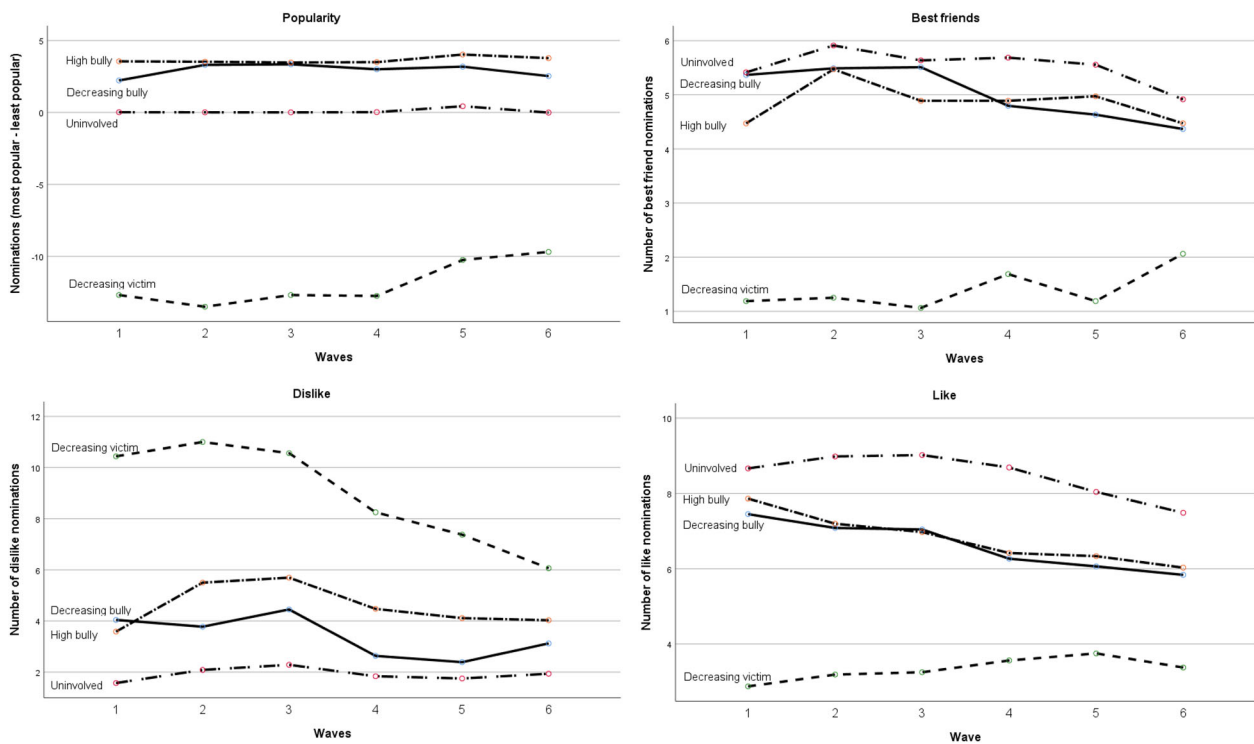 Popularity
Nominations (most popular - least popular)
5
0
-5
-10
High bully
Decreasing bully
Uninvolved
Decreasing victim
1 2 3 4 5 6
Waves
Best friends
Number of best friend nominations
6
5
4
3
2
1
Uninvolved
Decreasing bully
High bully
Decreasing victim
1 2 3 4 5 6
Waves
Dislike
Number of dislike nominations
12
10
8
6
4
2
Decreasing victim
Decreasing bully
High bully
Uninvolved
1 2 3 4 5 6
Waves
Like
Number of like nominations
10
8
6
4
Uninvolved
High bully
Decreasing bully
Decreasing victim
1 2 3 4 5 6
Wave